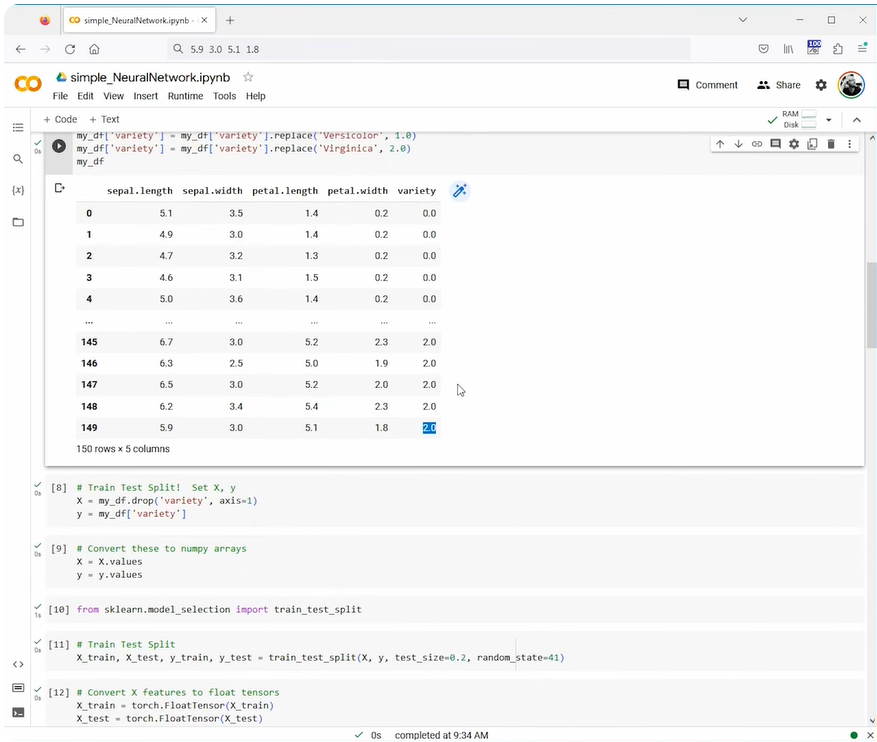 simple_NeuralNetwork.ipynb -
5.9 3.0 5.1 1.8
100
simple_NeuralNetwork.ipynb
Comment
Share
File Edit View Insert Runtime Tools Help
+ Code + Text
RAM
Disk
my_df['variety'] = my_df['variety'].replace('Versicolor', 1.0)
my_df['variety'] = my_df['variety'].replace('Virginica', 2.0)
my_df
0s
{x}
sepal.length sepal.width petal.length petal.width variety
0 5.1 3.5 1.4 0.2 0.0
1 4.9 3.0 1.4 0.2 0.0
2 4.7 3.2 1.3 0.2 0.0
3 4.6 3.1 1.5 0.2 0.0
4 5.0 3.6 1.4 0.2 0.0
... ... ... ... ... ...
145 6.7 3.0 5.2 2.3 2.0
146 6.3 2.5 5.0 1.9 2.0
147 6.5 3.0 5.2 2.0 2.0
148 6.2 3.4 5.4 2.3 2.0
149 5.9 3.0 5.1 1.8 2.0
150 rows × 5 columns
0s
[8] # Train Test Split! Set X, y
X = my_df.drop('variety', axis=1)
y = my_df['variety']
0s
[9] # Convert these to numpy arrays
X = X.values
y = y.values
1s
[10] from sklearn.model_selection import train_test_split
0s
[11] # Train Test Split
X_train, X_test, y_train, y_test = train_test_split(X, y, test_size=0.2, random_state=41)
0s
[12] # Convert X features to float tensors
X_train = torch.FloatTensor(X_train)
X_test = torch.FloatTensor(X_test)
0s completed at 9:34 AM